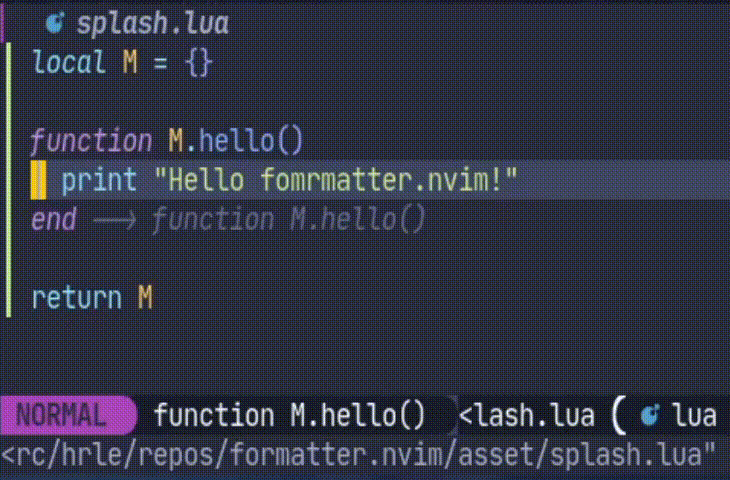 splash.lua
local M = {}
function M.hello()
print "Hello fomrmatter.nvim!"
end ⟶ function M.hello()
return M
NORMAL function M.hello() <lash.lua ( lua
<rc/hrle/repos/formatter.nvim/asset/splash.lua"